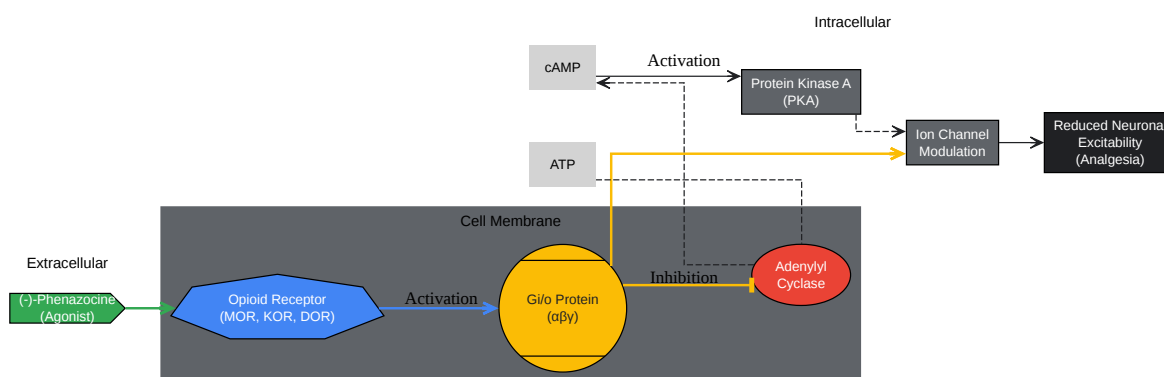 Intracellular
cAMP
Activation
Protein Kinase A
(PKA)
Ion Channel
Modulation
Reduced Neurona
Excitability
(Analgesia)
ATP
Cell Membrane
Extracellular
(-)-Phenazocine
(Agonist)
Opioid Receptor
(MOR, KOR, DOR)
Activation
Gi/o Protein
(αβγ)
Inhibition
Adenylyl
Cyclase